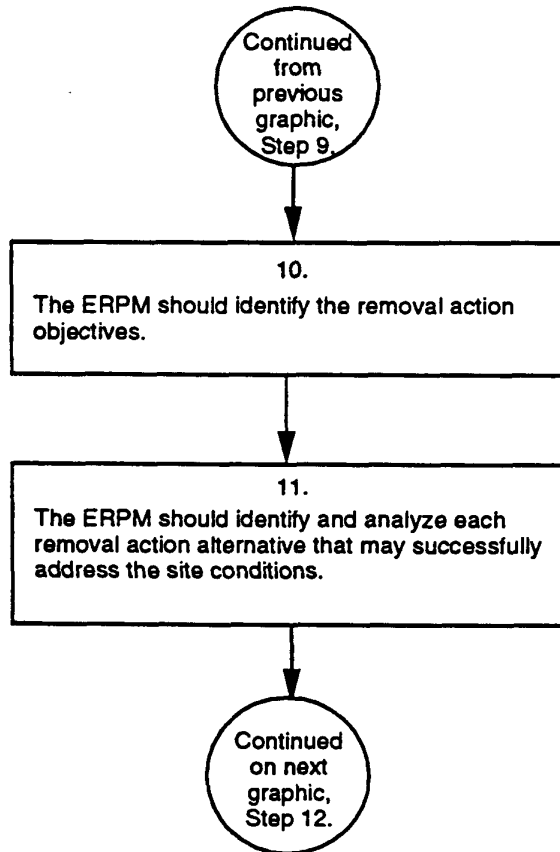 Continued
from
previous
graphic,
Step 9.
10.
The ERPM should identify the removal action
objectives.
11.
The ERPM should identify and analyze each
removal action alternative that may successfully
address the site conditions.
Continued
on next
graphic,
Step 12.